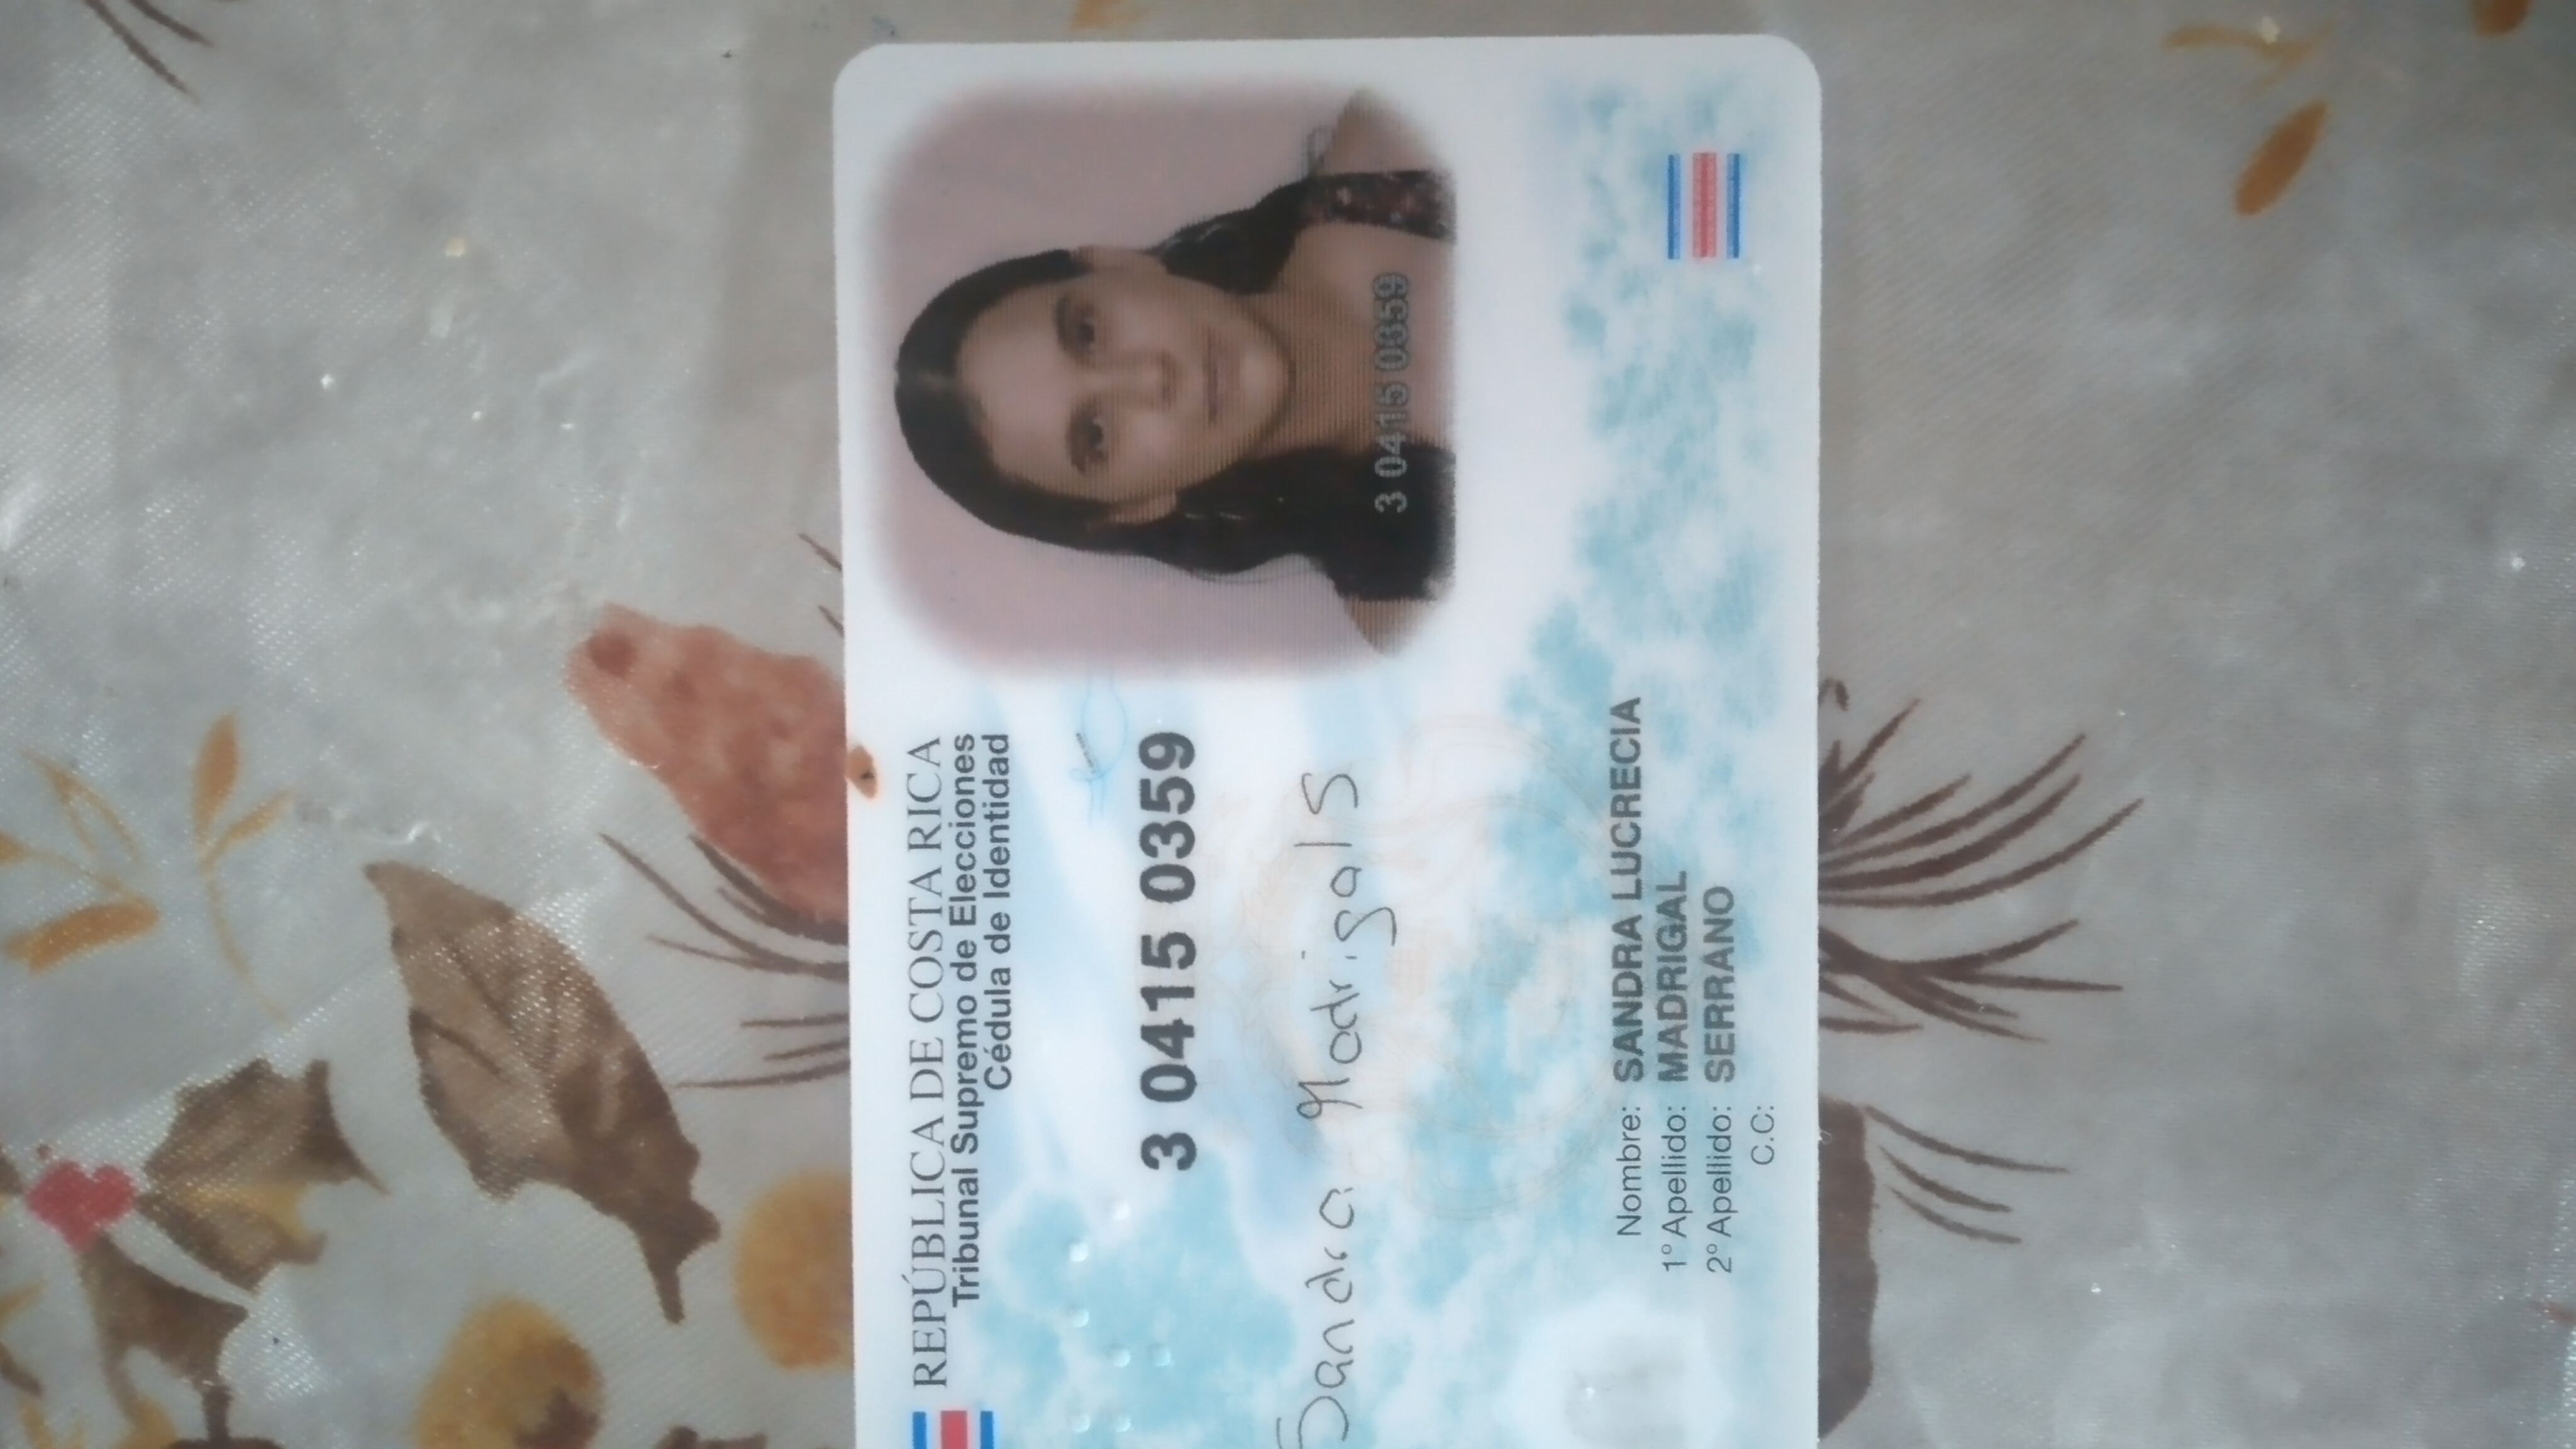 REPÚBLICA DE COSTA RICA
Tribunal Supremo de Elecciones
Cédula de Identidad
3 0415 0359
Sandra Madrigal S
3 0415 0359
Nombre: SANDRA LUCRECIA
1° Apellido: MADRIGAL
2° Apellido: SERRANO
C.C: